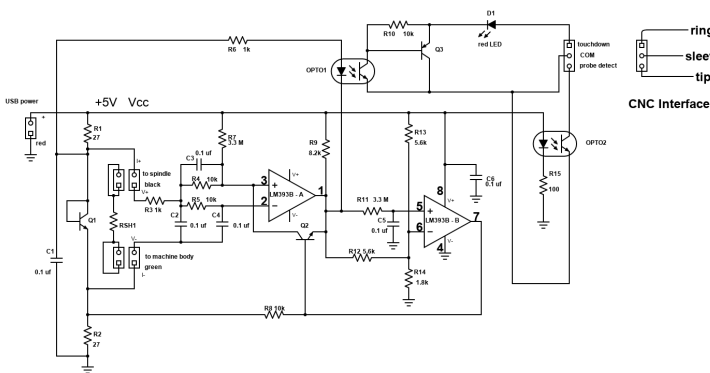 D1
R10 10k
Q3
red LED
R6 1k
OPTO1
touchdown
COM
probe detect
ring
slee
tip
CNC Interface
USB power
+
red
+5V Vcc
R1
27
I+
to spindle
black
V+
R3 1k
C3
0.1 uf
R7
3.3 M
R4 10k
R5 10k
C2
0.1 uf
C4
0.1 uf
3
2
1
V+
LM393B - A
V-
R9
8.2k
R13
5.6k
R11 3.3 M
C5
0.1 uf
5
6
7
8
4
V+
LM393B - B
V-
C6
0.1 uf
OPTO2
R15
100
Q1
RSH1
V-
to machine body
green
I-
Q2
R12 5.6k
R14
1.8k
C1
0.1 uf
R8 10k
R2
27